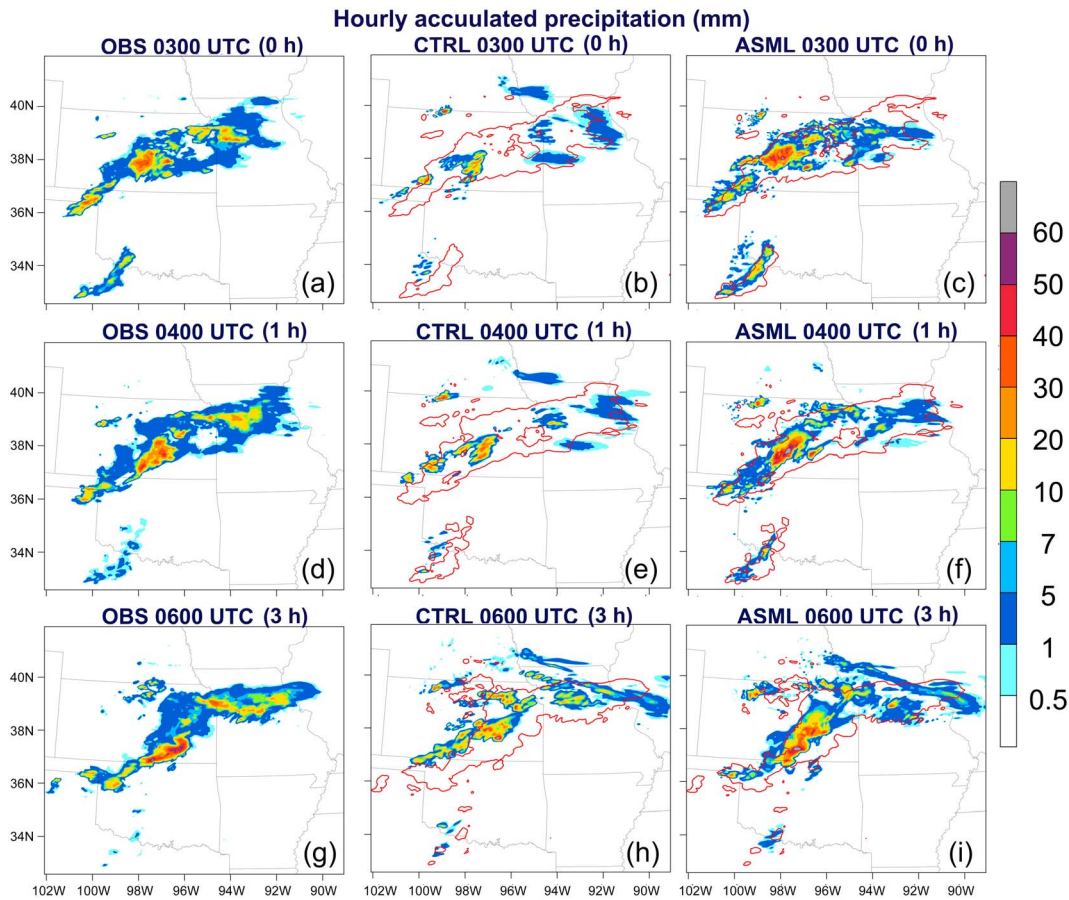 Hourly accuulated precipitation (mm)
OBS 0300 UTC (0 h) CTRL 0300 UTC (0 h) ASML 0300 UTC (0 h)
40N
38N
36N
34N
(a) (b) (c)
OBS 0400 UTC (1 h) CTRL 0400 UTC (1 h) ASML 0400 UTC (1 h)
40N
38N
36N
34N
(d) (e) (f)
OBS 0600 UTC (3 h) CTRL 0600 UTC (3 h) ASML 0600 UTC (3 h)
40N
38N
36N
34N
(g) (h) (i)
102W 100W 98W 96W 94W 92W 90W 102W 100W 98W 96W 94W 92W 90W 102W 100W 98W 96W 94W 92W 90W
60
50
40
30
20
10
7
5
1
0.5